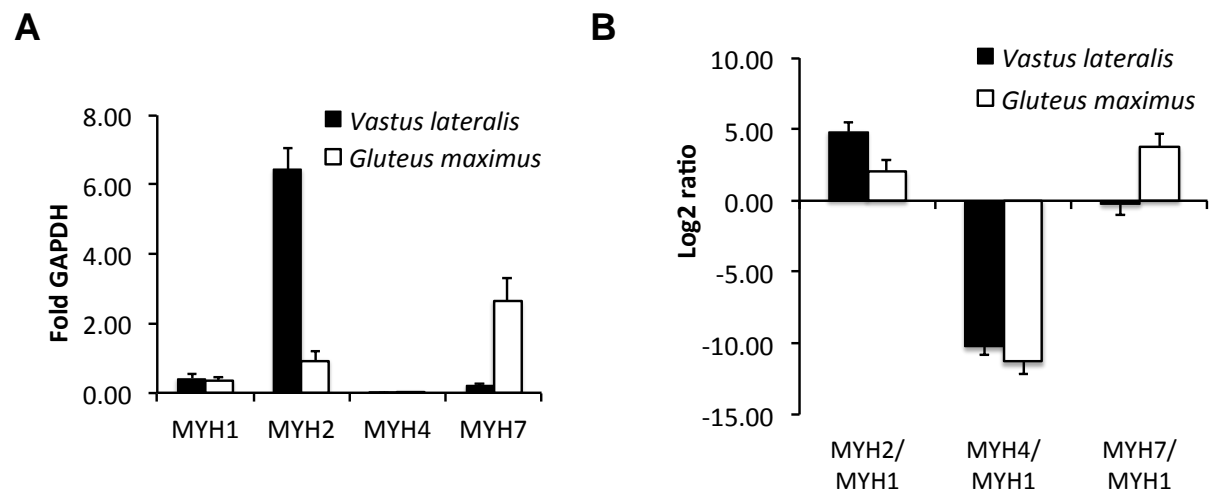 A
Fold GAPDH
8.00
6.00
4.00
2.00
0.00
Vastus lateralis
Gluteus maximus
MYH1 MYH2 MYH4 MYH7
B
Log2 ratio
10.00
5.00
0.00
-5.00
-10.00
-15.00
Vastus lateralis
Gluteus maximus
MYH2/
MYH1
MYH4/
MYH1
MYH7/
MYH1